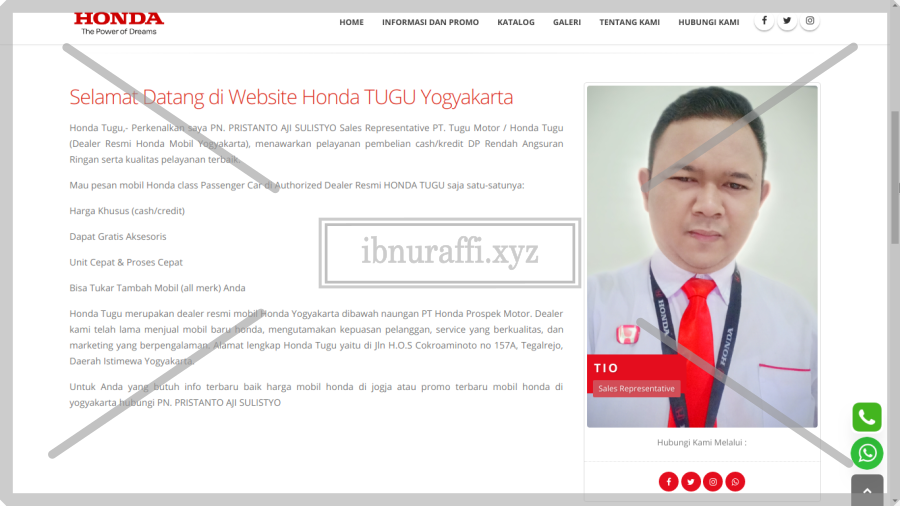 HONDA
The Power of Dreams
HOME INFORMASI DAN PROMO KATALOG GALERI TENTANG KAMI HUBUNGI KAMI
Selamat Datang di Website Honda TUGU Yogyakarta
Honda Tugu,- Perkenalkan saya PN. PRISTANTO AJI SULISTYO Sales Representative PT. Tugu Motor / Honda Tugu
(Dealer Resmi Honda Mobil Yogyakarta), menawarkan pelayanan pembelian cash/kredit DP Rendah Angsuran
Ringan serta kualitas pelayanan terbaik.
Mau pesan mobil Honda class Passenger Car di Authorized Dealer Resmi HONDA TUGU saja satu-satunya:
Harga Khusus (cash/credit)
Dapat Gratis Aksesoris
Unit Cepat & Proses Cepat
Bisa Tukar Tambah Mobil (all merk) Anda
Honda Tugu merupakan dealer resmi mobil Honda Yogyakarta dibawah naungan PT Honda Prospek Motor. Dealer
kami telah lama menjual mobil baru honda, mengutamakan kepuasan pelanggan, service yang berkualitas, dan
marketing yang berpengalaman. Alamat lengkap Honda Tugu yaitu di Jln H.O.S Cokroaminoto no 157A, Tegalrejo,
Daerah Istimewa Yogyakarta.
Untuk Anda yang butuh info terbaru baik harga mobil honda di jogja atau promo terbaru mobil honda di
yogyakarta hubungi PN. PRISTANTO AJI SULISTYO
ibnuraffi.xyz
TIO
Sales Representative
Hubungi Kami Melalui :